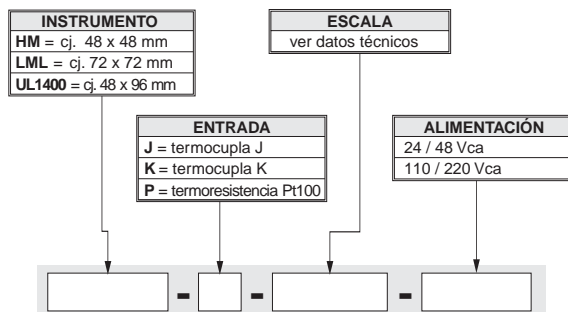 INSTRUMENTO
HM = cj. 48 x 48 mm
LML = cj. 72 x 72 mm
UL1400 = cj. 48 x 96 mm
ESCALA
ver datos técnicos
ENTRADA
J = termocupla J
K = termocupla K
P = termoresistencia Pt100
ALIMENTACIÓN
24 / 48 Vca
110 / 220 Vca
- - -